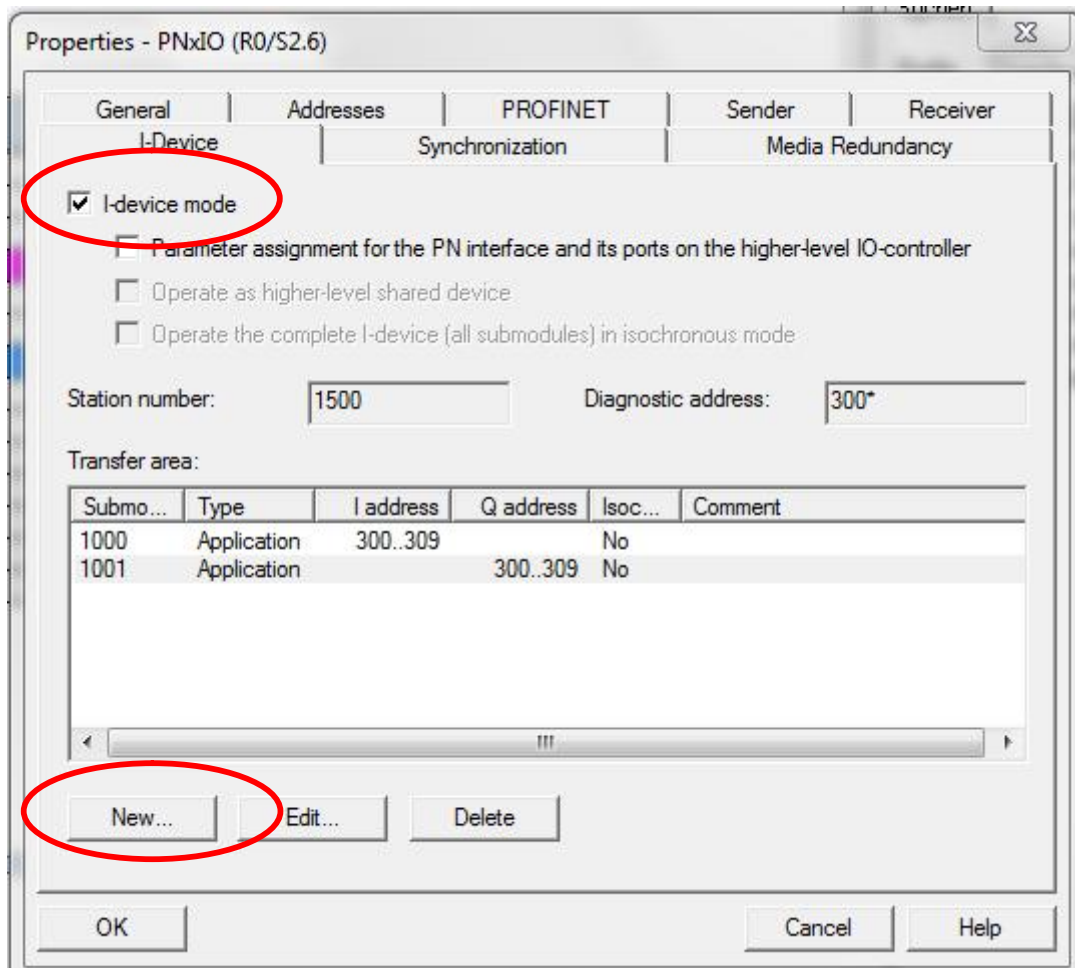 Properties - PNxIO (R0/S2.6)
General Addresses PROFINET Sender Receiver
I-Device Synchronization Media Redundancy
I-device mode
Parameter assignment for the PN interface and its ports on the higher-level IO-controller
Operate as higher-level shared device
Operate the complete I-device (all submodules) in isochronous mode
Station number: 1500 Diagnostic address: 300*
Transfer area:
Submo... Type I address Q address Isoc... Comment
1000 Application 300..309 No
1001 Application 300..309 No
New... Edit... Delete
OK Cancel Help